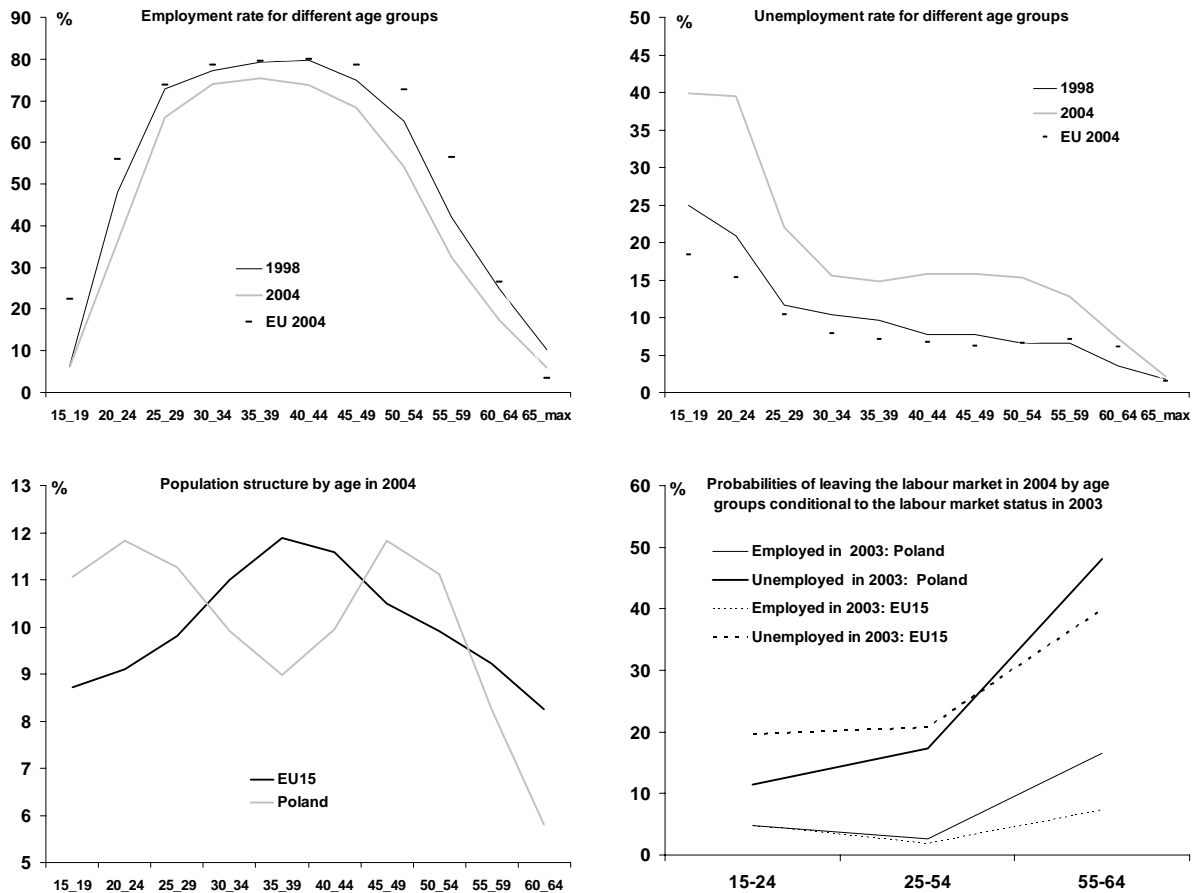 Employment rate for different age groups
%
90
80
70
60
50
40
30
20
10
0
1998
2004
EU 2004
15_19 20_24 25_29 30_34 35_39 40_44 45_49 50_54 55_59 60_64 65_max
Unemployment rate for different age groups
50
45
40
35
30
25
20
15
10
5
0
1998
2004
EU 2004
15_19 20_24 25_29 30_34 35_39 40_44 45_49 50_54 55_59 60_64 65_max
Population structure by age in 2004
%
13
12
11
10
9
8
7
6
5
EU15
Poland
15_19 20_24 25_29 30_34 35_39 40_44 45_49 50_54 55_59 60_64
Probabilities of leaving the labour market in 2004 by age
groups conditional to the labour market status in 2003
%
60
50
40
30
20
10
0
Employed in 2003: Poland
Unemployed in 2003: Poland
Employed in 2003: EU15
Unemployed in 2003: EU15
15-24 25-54 55-64